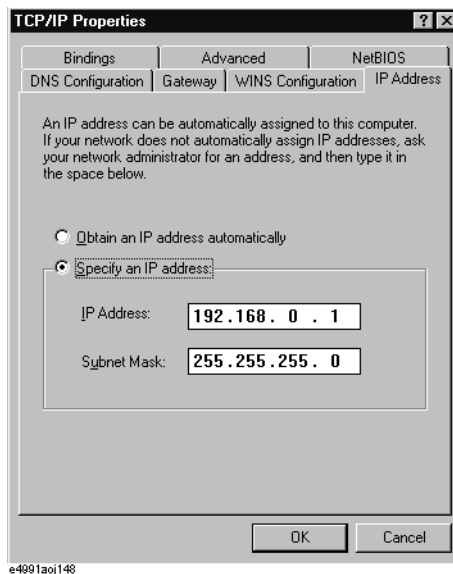 TCP/IP Properties
? X
Bindings
Advanced
NetBIOS
DNS Configuration
Gateway
WINS Configuration
IP Address
An IP address can be automatically assigned to this computer.
If your network does not automatically assign IP addresses, ask
your network administrator for an address, and then type it in
the space below.
Obtain an IP address automatically
Specify an IP address:
IP Address:
192.168. 0 . 1
Subnet Mask:
255.255.255. 0
OK
Cancel
e4991aoi148